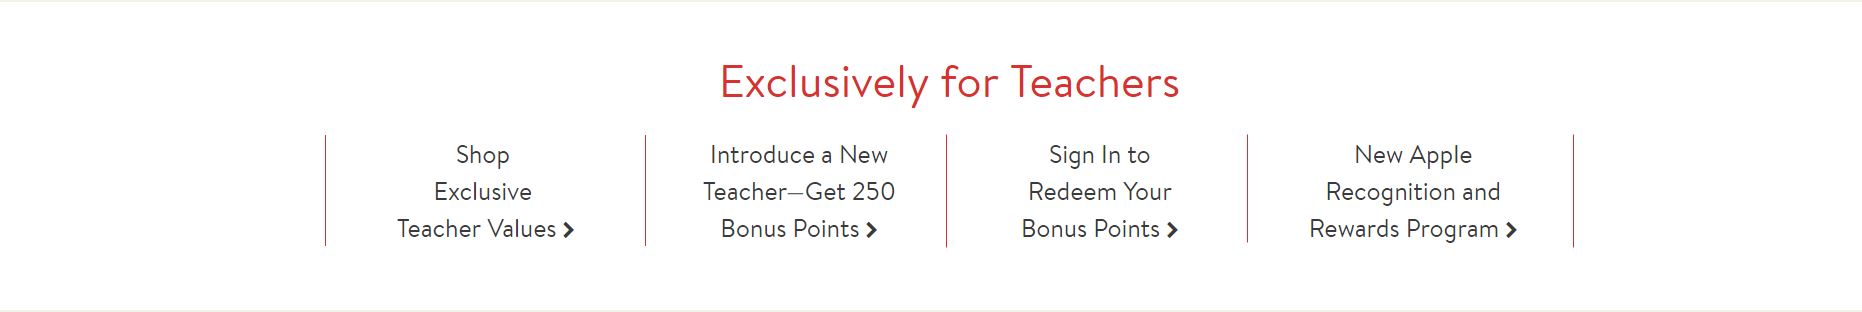 Exclusively for Teachers
Shop
Exclusive
Teacher Values
Introduce a New
Teacher—Get 250
Bonus Points
Sign In to
Redeem Your
Bonus Points
New Apple
Recognition and
Rewards Program